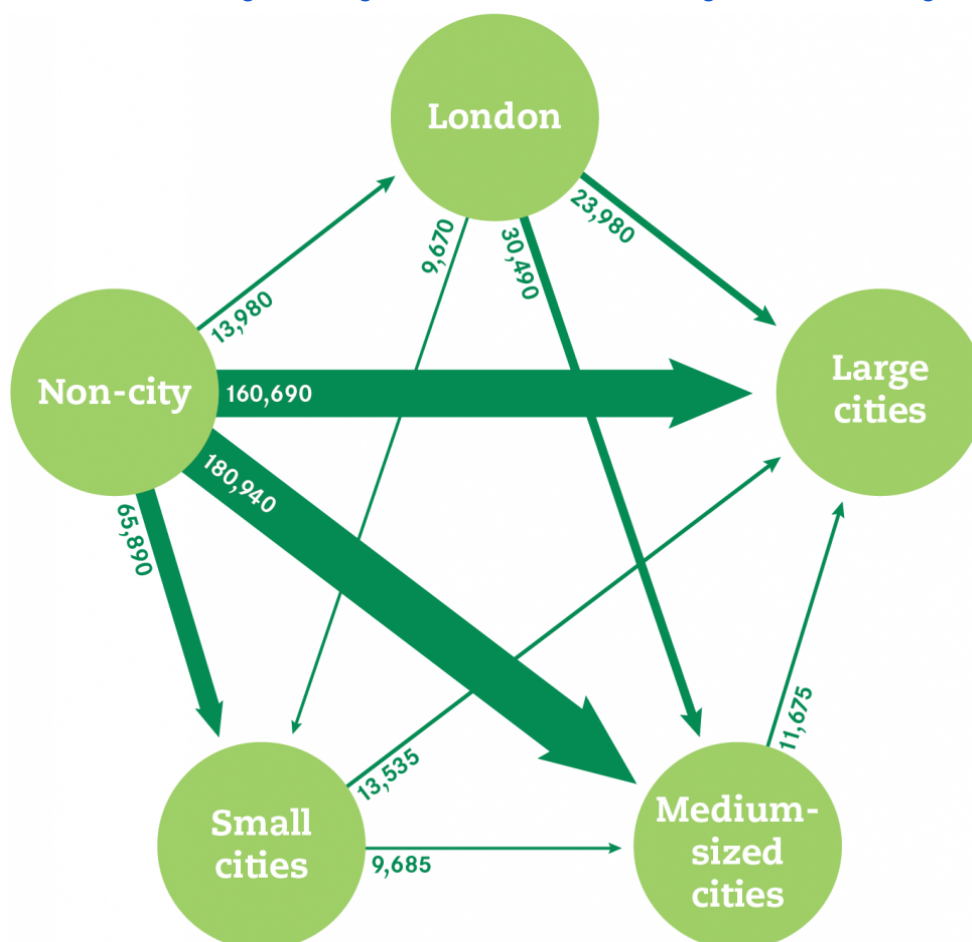 London
23,980
9,670
30,490
13,980
Non-city
160,690
Large
cities
180,940
65,890
11,675
13,535
Small
cities
9,685
Medium-
sized
cities